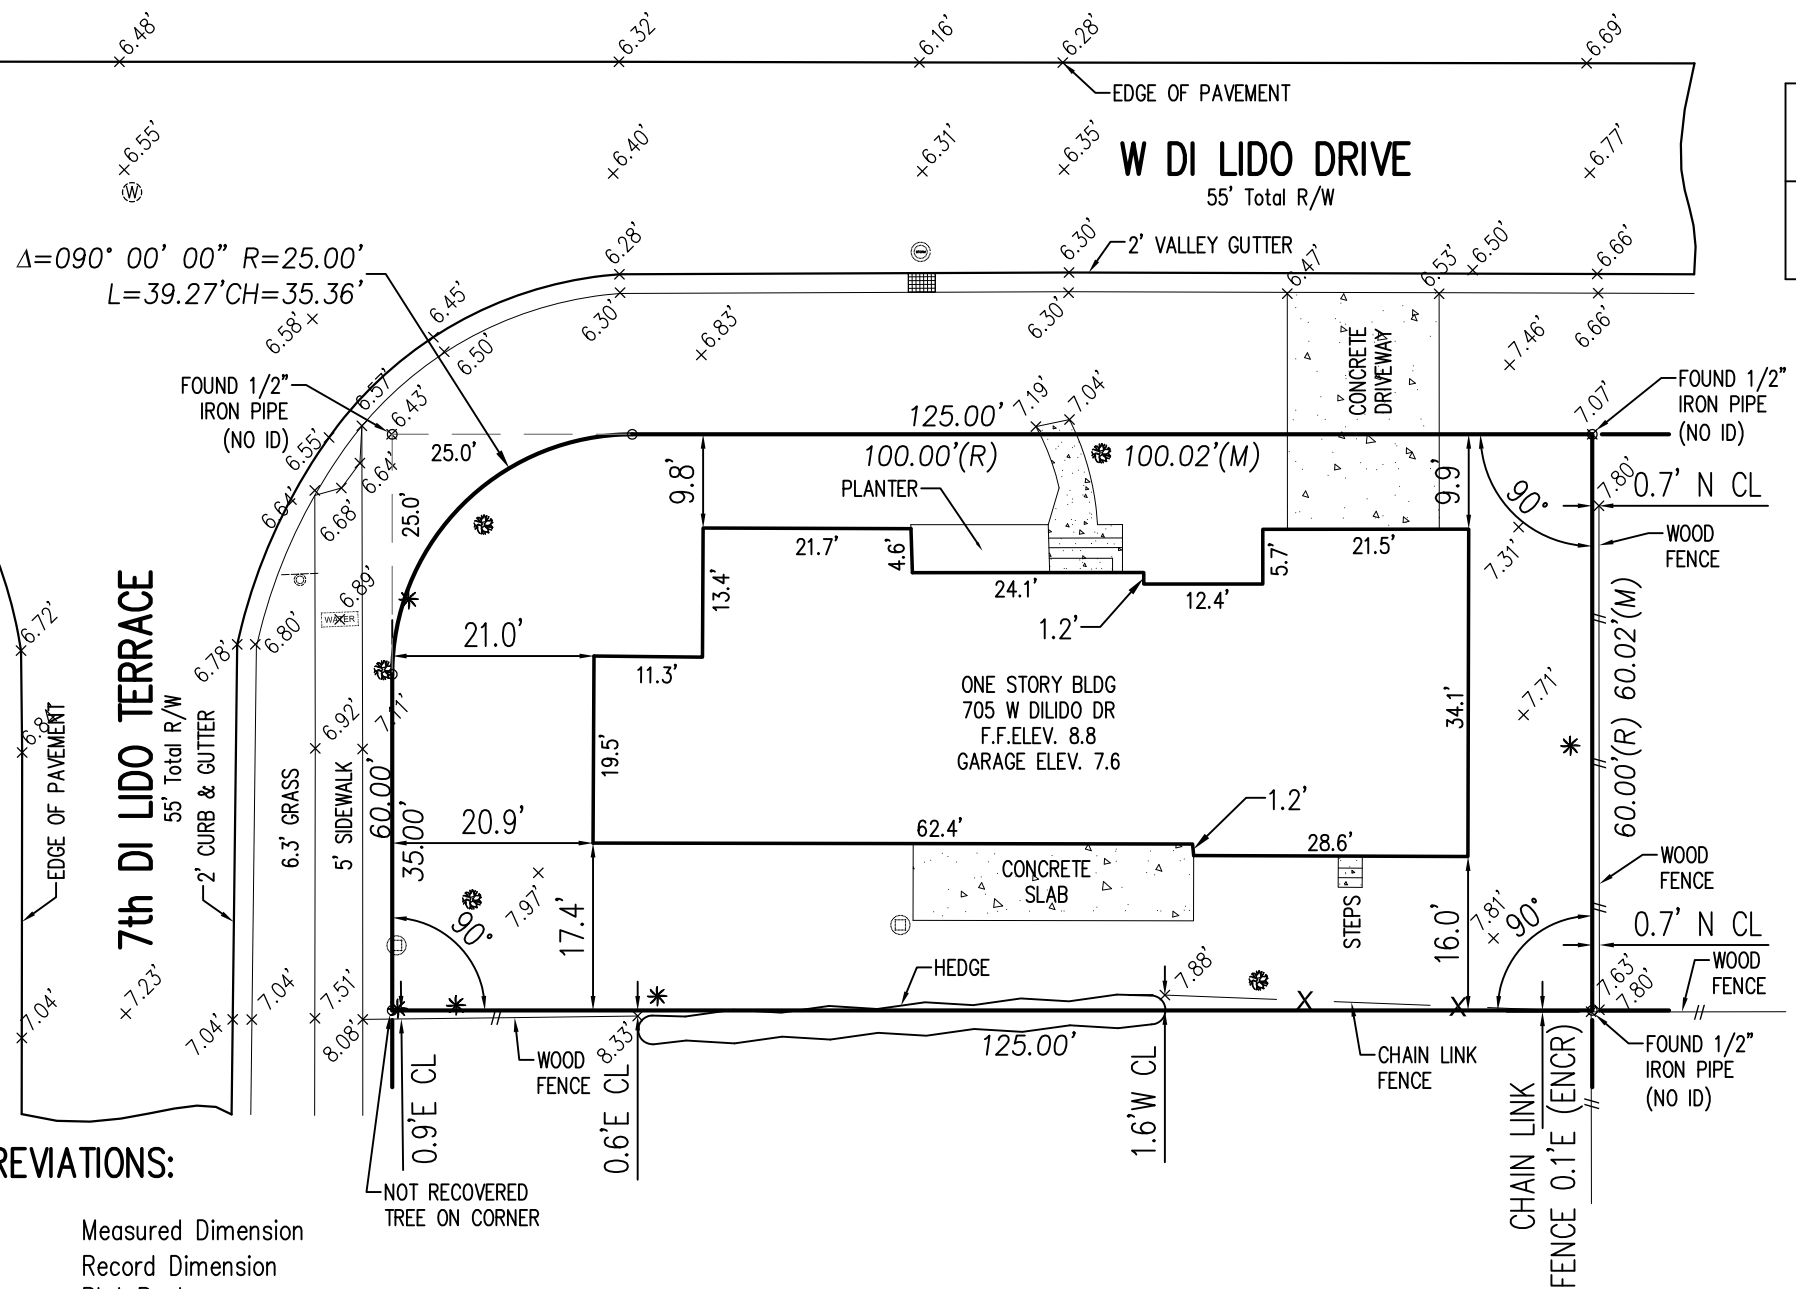 6.48'
6.32'
6.16'
6.28'
6.69'
EDGE OF PAVEMENT
6.55'
6.40'
6.31'
6.35'
6.77'
W DI LIDO DRIVE
55' Total R/W
W
Δ=090° 00' 00" R=25.00'
L=39.27'CH=35.36'
6.28'
6.30'
2' VALLEY GUTTER
6.47'
6.53'
6.50'
6.66'
6.45'
6.58'
6.50'
6.30'
6.83'
6.30'
CONCRETE
DRIVEWAY
7.46'
6.66'
FOUND 1/2"
IRON PIPE
(NO ID)
6.57'
6.43'
7.19'
7.04'
7.07'
FOUND 1/2"
IRON PIPE
(NO ID)
125.00'
100.00'(R)
100.02'(M)
25.0'
25.0'
6.55'
6.64'
6.64'
6.68'
9.8'
PLANTER
9.9'
90°
7.80'
0.7' N CL
WOOD
FENCE
7.31'
21.7'
4.6'
24.1'
1.2'
12.4'
5.7'
21.5'
13.4'
6.89'
WATER
6.72'
6.78'
6.80'
21.0'
11.3'
60.00'(R) 60.02'(M)
7th DI LIDO TERRACE
55' Total R/W
6.84'
EDGE OF PAVEMENT
2' CURB & GUTTER
6.3' GRASS
5' SIDEWALK
6.92'
7.11'
60.00'
35.00'
19.5'
ONE STORY BLDG
705 W DILIDO DR
F.F.ELEV. 8.8
GARAGE ELEV. 7.6
34.1'
7.71'
20.9'
62.4'
1.2'
28.6'
CONCRETE
SLAB
STEPS
WOOD
FENCE
90°
7.97'
17.4'
16.0'
7.81'
90°
0.7' N CL
WOOD
FENCE
HEDGE
7.88'
7.63'
7.80'
7.04'
7.23'
7.04'
7.04'
7.51'
8.08'
8.33'
X
X
125.00'
WOOD
FENCE
CHAIN LINK
FENCE
FOUND 1/2"
IRON PIPE
(NO ID)
0.9'E CL
0.6'E CL
1.6'W CL
CHAIN LINK
FENCE 0.1'E (ENCR)
NOT RECOVERED
TREE ON CORNER
REVIATIONS:
Measured Dimension
Record Dimension